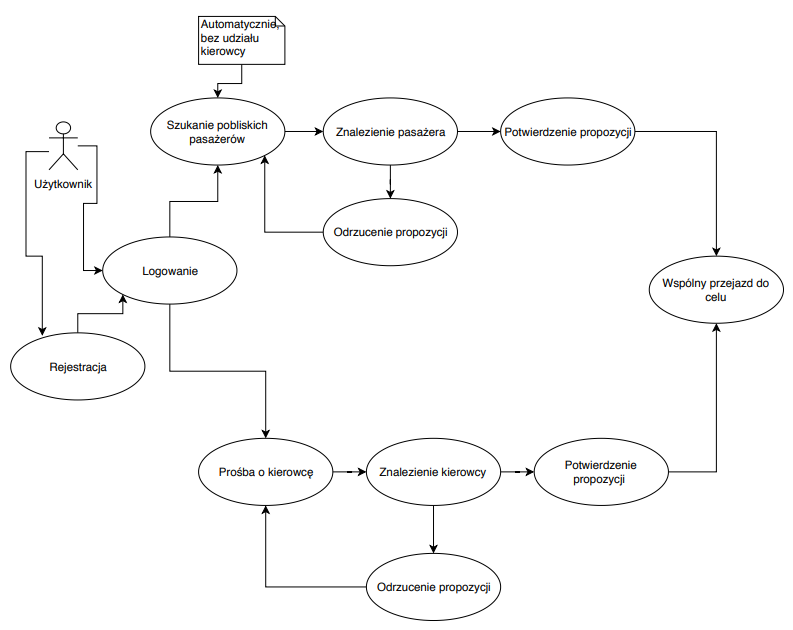 Automatycznie,
bez udziału
kierowcy
Szukanie pobliskich
pasażerów
Znalezienie pasażera
Potwierdzenie propozycji
Użytkownik
Odrzucenie propozycji
Logowanie
Wspólny przejazd do
celu
Rejestracja
Prośba o kierowcę
Znalezienie kierowcy
Potwierdzenie
propozycji
Odrzucenie propozycji